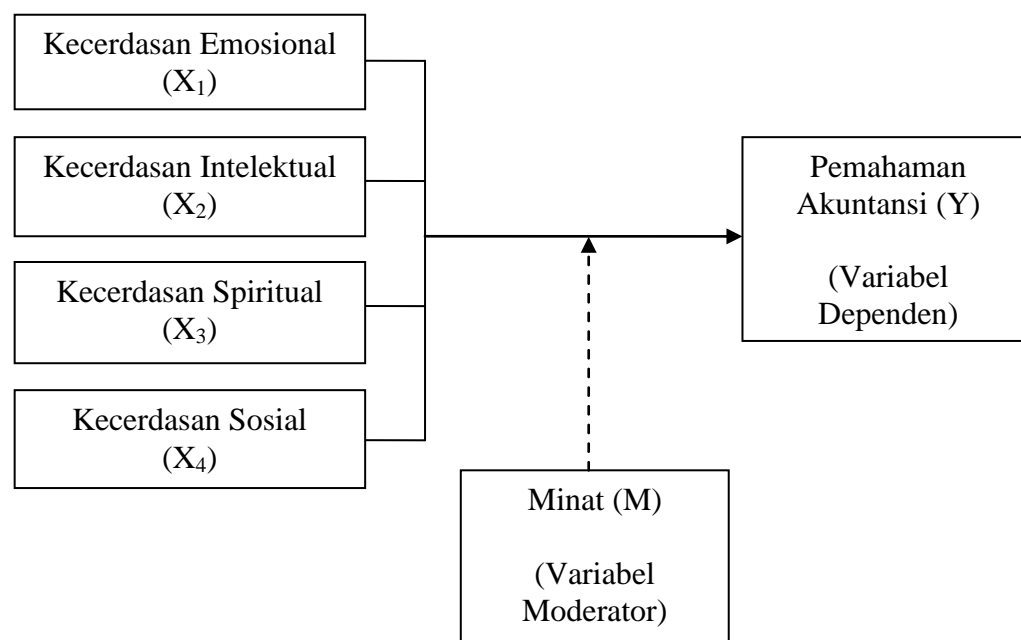 Kecerdasan Emosional
(X₁)
Kecerdasan Intelektual
(X₂)
Kecerdasan Spiritual
(X₃)
Kecerdasan Sosial
(X₄)
Pemahaman
Akuntansi (Y)
(Variabel
Dependen)
Minat (M)
(Variabel
Moderator)